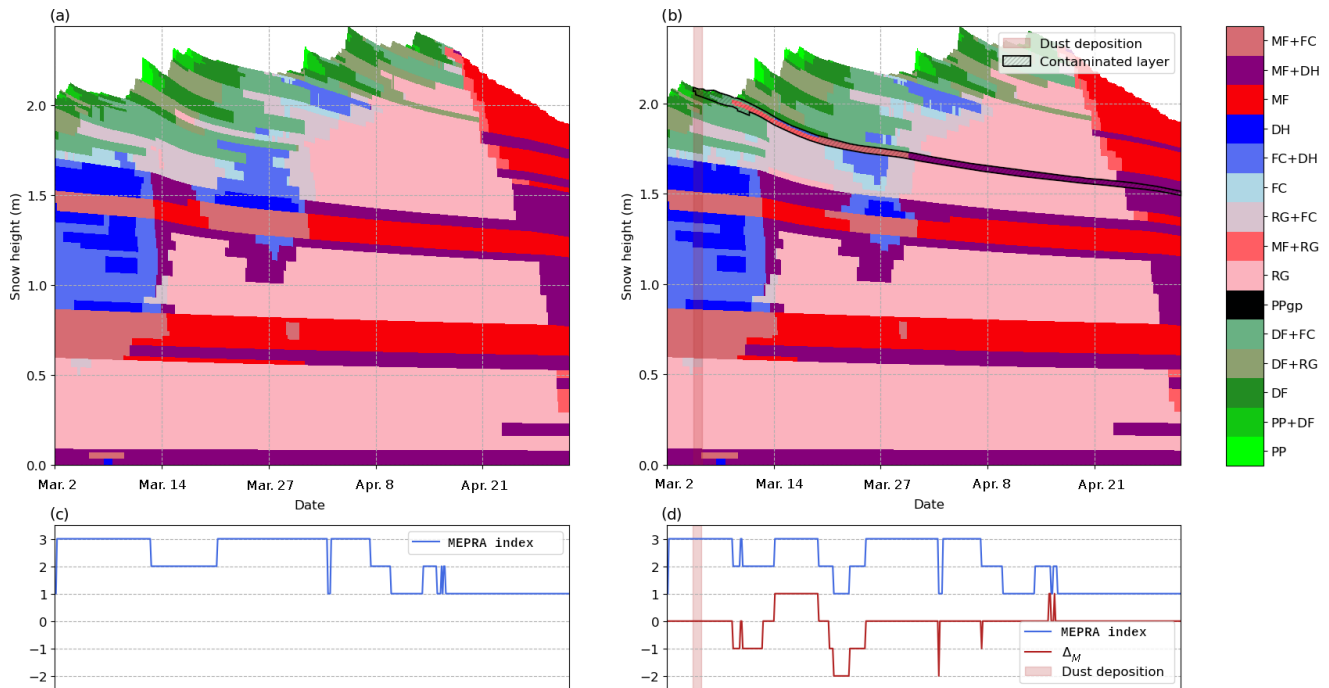 (a)
2.0
1.5
1.0
0.5
0.0
Snow height (m)
Mar. 2
Mar. 14
Mar. 27
Apr. 8
Apr. 21
Date
(b)
Dust deposition
Contaminated layer
2.0
1.5
1.0
0.5
0.0
Snow height (m)
Mar. 2
Mar. 14
Mar. 27
Apr. 8
Apr. 21
Date
MF+FC
MF+DH
MF
DH
FC+DH
FC
RG+FC
MF+RG
RG
PPgp
DF+FC
DF+RG
DF
PP+DF
PP
(c)
3
2
1
0
−1
−2
MEPRA index
(d)
3
2
1
0
−1
−2
MEPRA index
Δ_M
Dust deposition